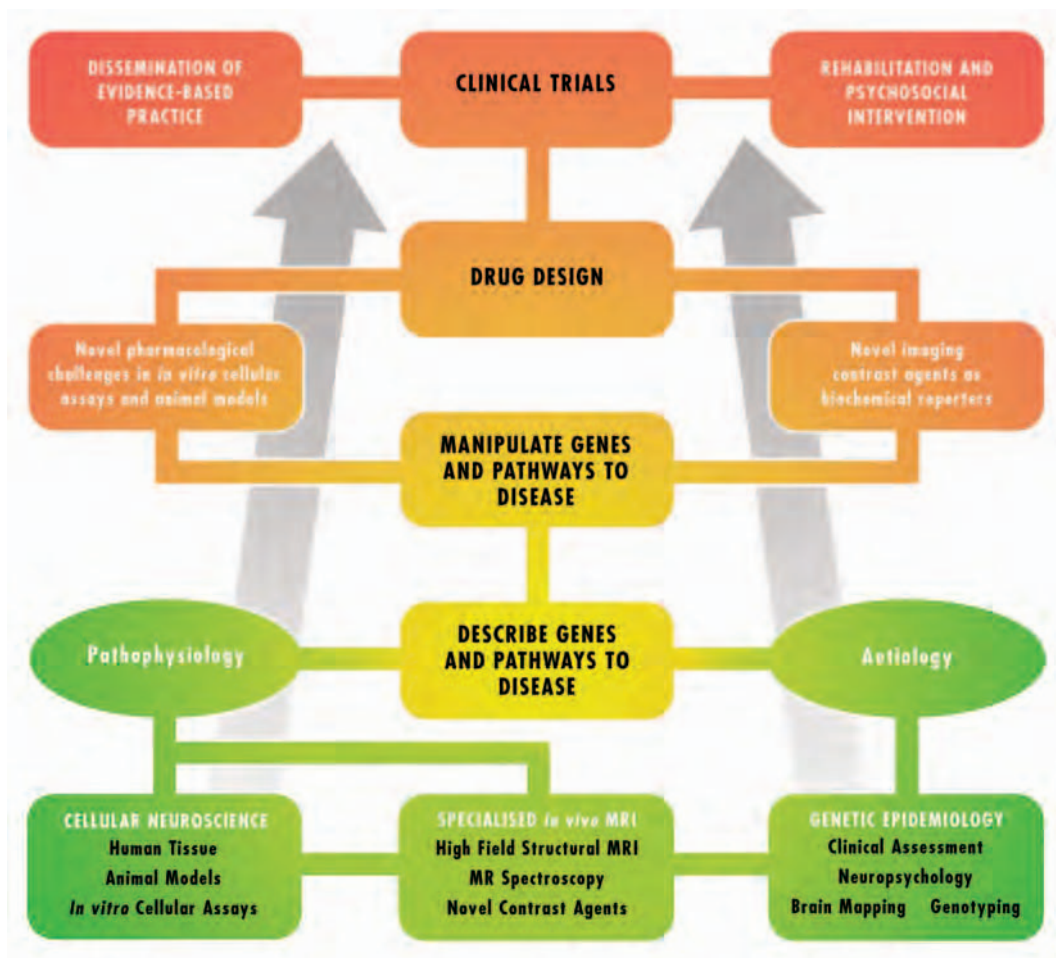 DISSEMINATION OF
EVIDENCE-BASED
PRACTICE
CLINICAL TRIALS
REHABILITATION AND
PSYCHOSOCIAL
INTERVENTION
DRUG DESIGN
Novel pharmacological
challenges in in vitro cellular
assays and animal models
Novel imaging
contrast agents as
biochemical reporters
MANIPULATE GENES
AND PATHWAYS TO
DISEASE
Pathophysiology
DESCRIBE GENES
AND PATHWAYS TO
DISEASE
Aetiology
CELLULAR NEUROSCIENCE
Human Tissue
Animal Models
In vitro Cellular Assays
SPECIALISED in vivo MRI
High Field Structural MRI
MR Spectroscopy
Novel Contrast Agents
GENETIC EPIDEMIOLOGY
Clinical Assessment
Neuropsychology
Brain Mapping Genotyping